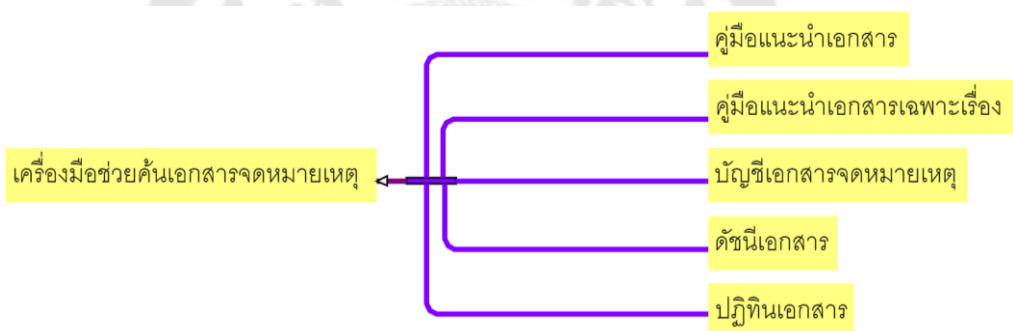 คู่มือแนะนำเอกสาร
คู่มือแนะนำเอกสารเฉพาะเรื่อง
เครื่องมือช่วยค้นเอกสารจดหมายเหตุ
บัญชีเอกสารจดหมายเหตุ
ดัชนีเอกสาร
ปฏิทินเอกสาร